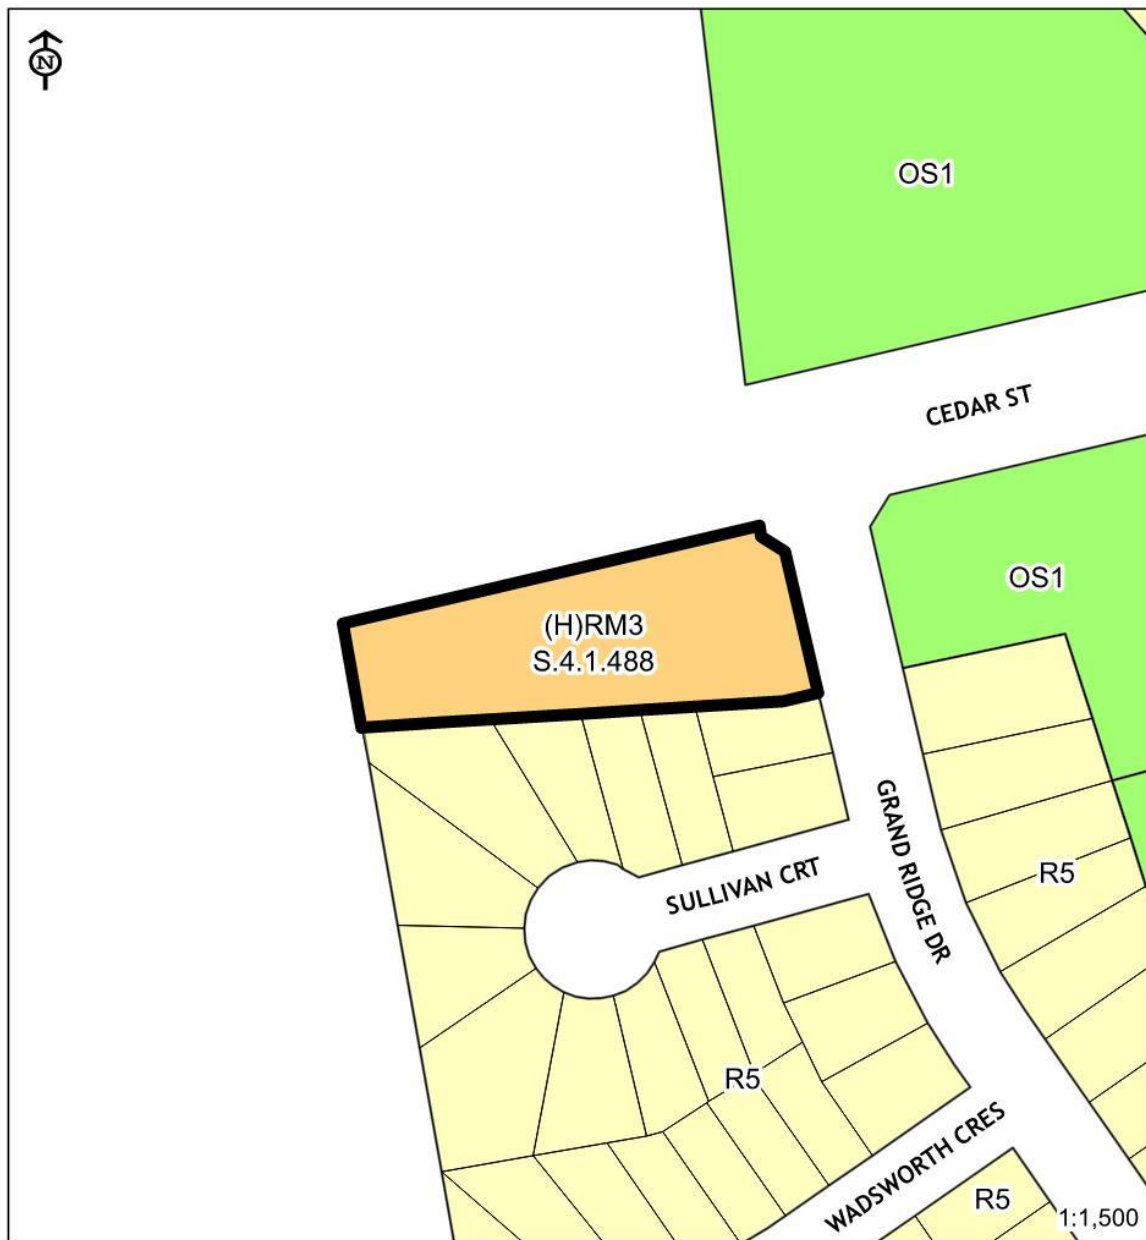 N
OS1
CEDAR ST
OS1
(H)RM3
S.4.1.488
GRAND RIDGE DR
SULLIVAN CRT
R5
R5
WADSWORTH CRES
R5
1:1,500